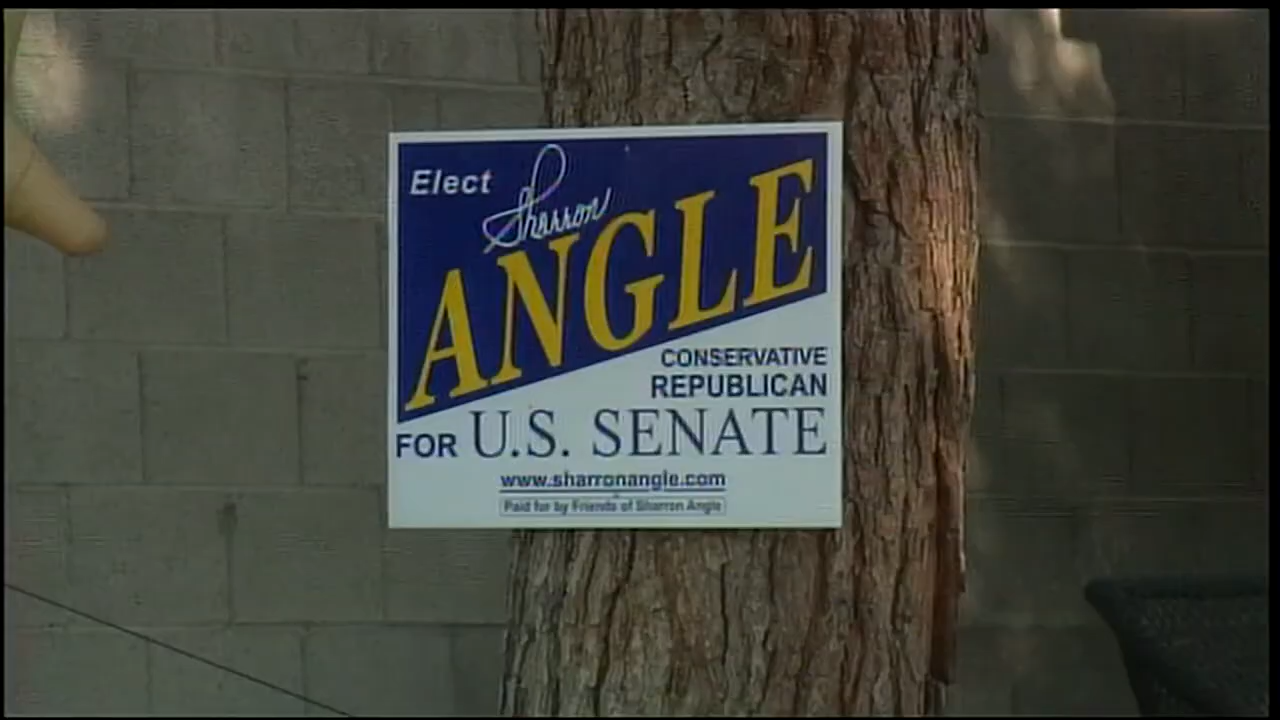 Elect
Sharron
ANGLE
CONSERVATIVE
REPUBLICAN
FOR U.S. SENATE
www.sharronangle.com
Paid for by Friends of Sharron Angle